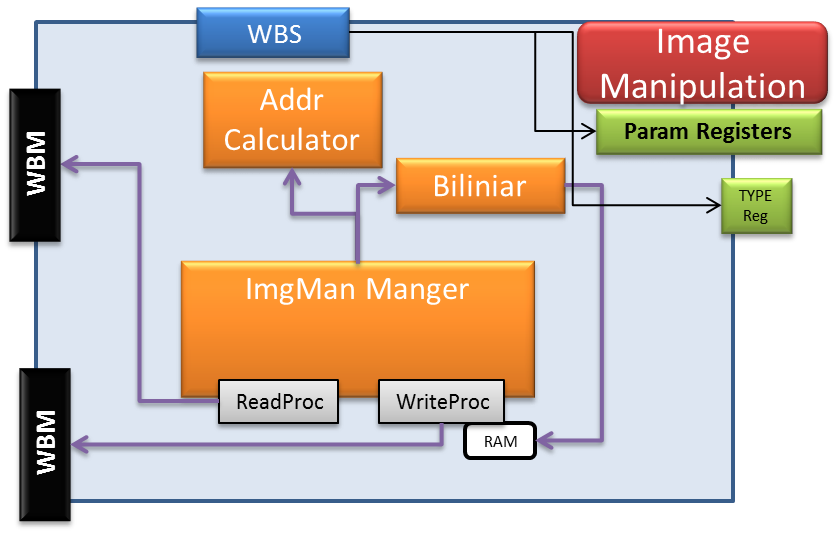 WBS
Image
Manipulation
Addr
Calculator
Param Registers
WBM
Biliniar
TYPE
Reg
ImgMan Manger
ReadProc
WriteProc
WBM
RAM